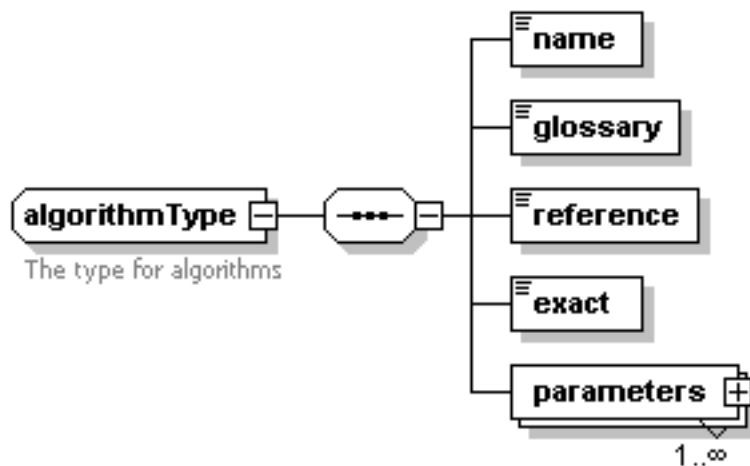 name
glossary
algorithmType
The type for algorithms
reference
exact
parameters
1..∞